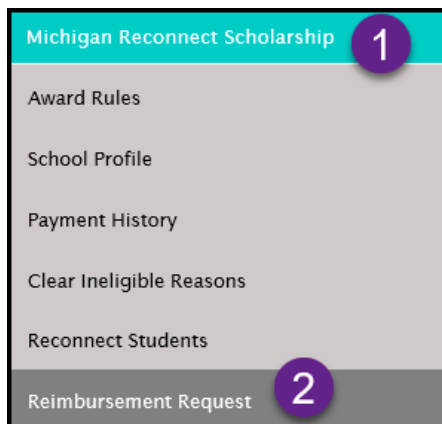 Michigan Reconnect Scholarship 1
Award Rules
School Profile
Payment History
Clear Ineligible Reasons
Reconnect Students
Reimbursement Request 2